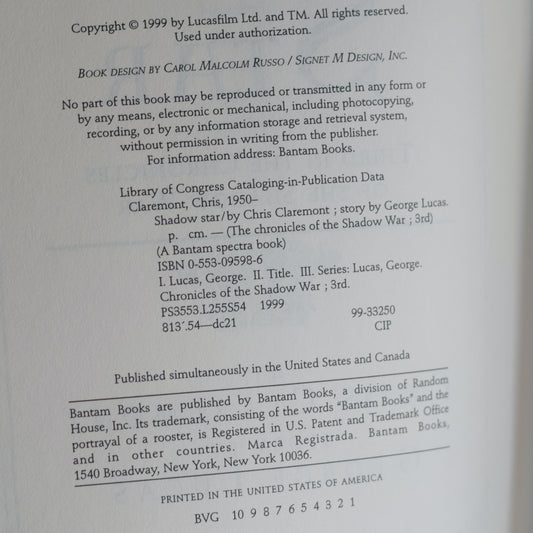 Copyright © 1999 by Lucasfilm Ltd. and TM. All rights reserved.
Used under authorization.
BOOK DESIGN BY CAROL MALCOLM RUSSO / SIGNET M DESIGN, INC.
No part of this book may be reproduced or transmitted in any form or
by any means, electronic or mechanical, including photocopying,
recording, or by any information storage and retrieval system,
without permission in writing from the publisher.
For information address: Bantam Books.
Library of Congress Cataloging-in-Publication Data
Claremont, Chris, 1950–
Shadow star/by Chris Claremont ; story by George Lucas.
p. cm. — (The chronicles of the Shadow War ; 3rd)
(A Bantam spectra book)
ISBN 0-553-09598-6
I. Lucas, George. II. Title. III. Series: Lucas, George.
Chronicles of the Shadow War ; 3rd.
PS3553.L255S54 1999 99-33250
813´.54—dc21 CIP
Published simultaneously in the United States and Canada
Bantam Books are published by Bantam Books, a division of Random
House, Inc. Its trademark, consisting of the words "Bantam Books" and the
portrayal of a rooster, is Registered in U.S. Patent and Trademark Office
and in other countries. Marca Registrada. Bantam Books,
1540 Broadway, New York, New York 10036.
PRINTED IN THE UNITED STATES OF AMERICA
BVG 10 9 8 7 6 5 4 3 2 1